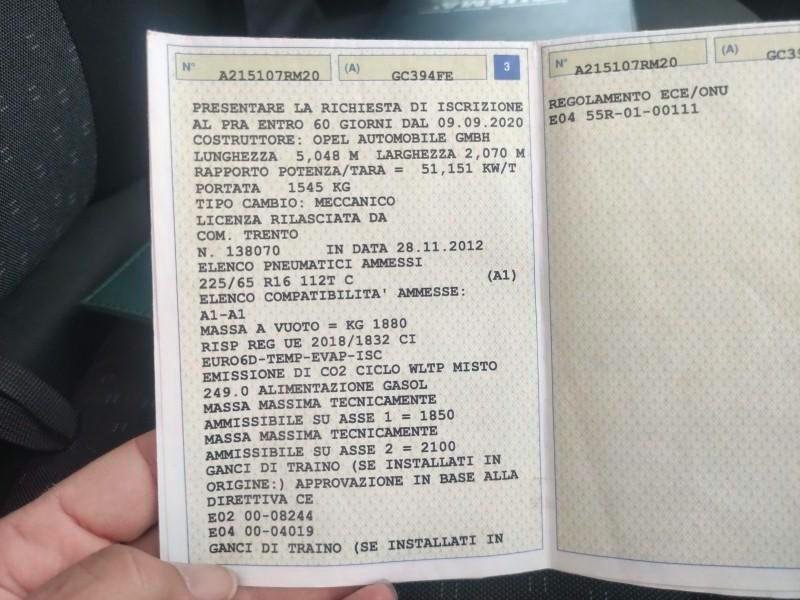 N° A215107RM20 (A) GC394FE 3
PRESENTARE LA RICHIESTA DI ISCRIZIONE
AL PRA ENTRO 60 GIORNI DAL 09.09.2020
COSTRUTTORE: OPEL AUTOMOBILE GMBH
LUNGHEZZA 5,048 M LARGHEZZA 2,070 M
RAPPORTO POTENZA/TARA = 51,151 KW/T
PORTATA 1545 KG
TIPO CAMBIO: MECCANICO
LICENZA RILASCIATA DA
COM. TRENTO
N. 138070 IN DATA 28.11.2012
ELENCO PNEUMATICI AMMESSI
225/65 R16 112T C (A1)
ELENCO COMPATIBILITA' AMMESSE:
A1-A1
MASSA A VUOTO = KG 1880
RISP REG UE 2018/1832 CI
EURO6D-TEMP-EVAP-ISC
EMISSIONE DI CO2 CICLO WLTP MISTO
249.0 ALIMENTAZIONE GASOL
MASSA MASSIMA TECNICAMENTE
AMMISSIBILE SU ASSE 1 = 1850
MASSA MASSIMA TECNICAMENTE
AMMISSIBILE SU ASSE 2 = 2100
GANCI DI TRAINO (SE INSTALLATI IN
ORIGINE:) APPROVAZIONE IN BASE ALLA
DIRETTIVA CE
E02 00-08244
E04 00-04019
GANCI DI TRAINO (SE INSTALLATI IN
N° A215107RM20 (A)
REGOLAMENTO ECE/ONU
E04 55R-01-00111